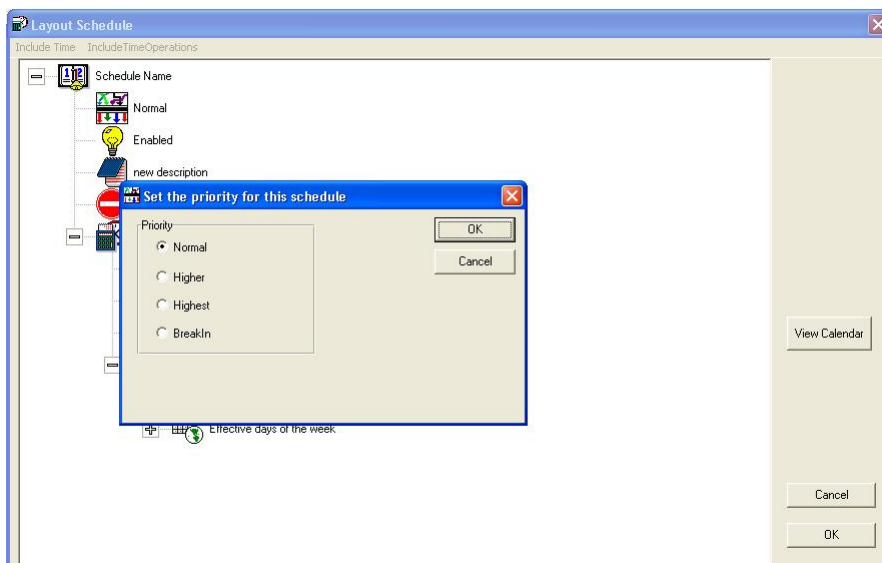 Layout Schedule
Include Time IncludeTimeOperations
Schedule Name
Normal
Enabled
new description
Set the priority for this schedule
Priority
Normal
Higher
Highest
BreakIn
OK
Cancel
Effective days of the week
View Calendar
Cancel
OK